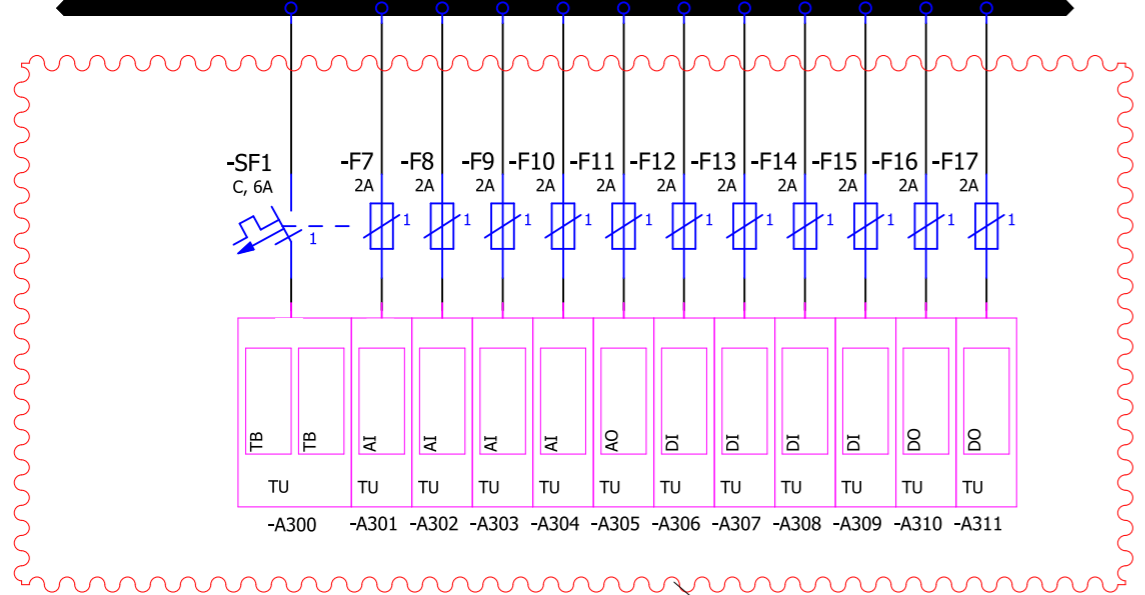 -SF1 -F7 -F8 -F9 -F10 -F11 -F12 -F13 -F14 -F15 -F16 -F17
C, 6A 2A 2A 2A 2A 2A 2A 2A 2A 2A 2A 2A
1 1 1 1 1 1 1 1 1 1 1 1
TB TB AI AI AI AI AO DI DI DI DI DO DO
TU TU TU TU TU TU TU TU TU TU TU TU
-A300 -A301 -A302 -A303 -A304 -A305 -A306 -A307 -A308 -A309 -A310 -A311